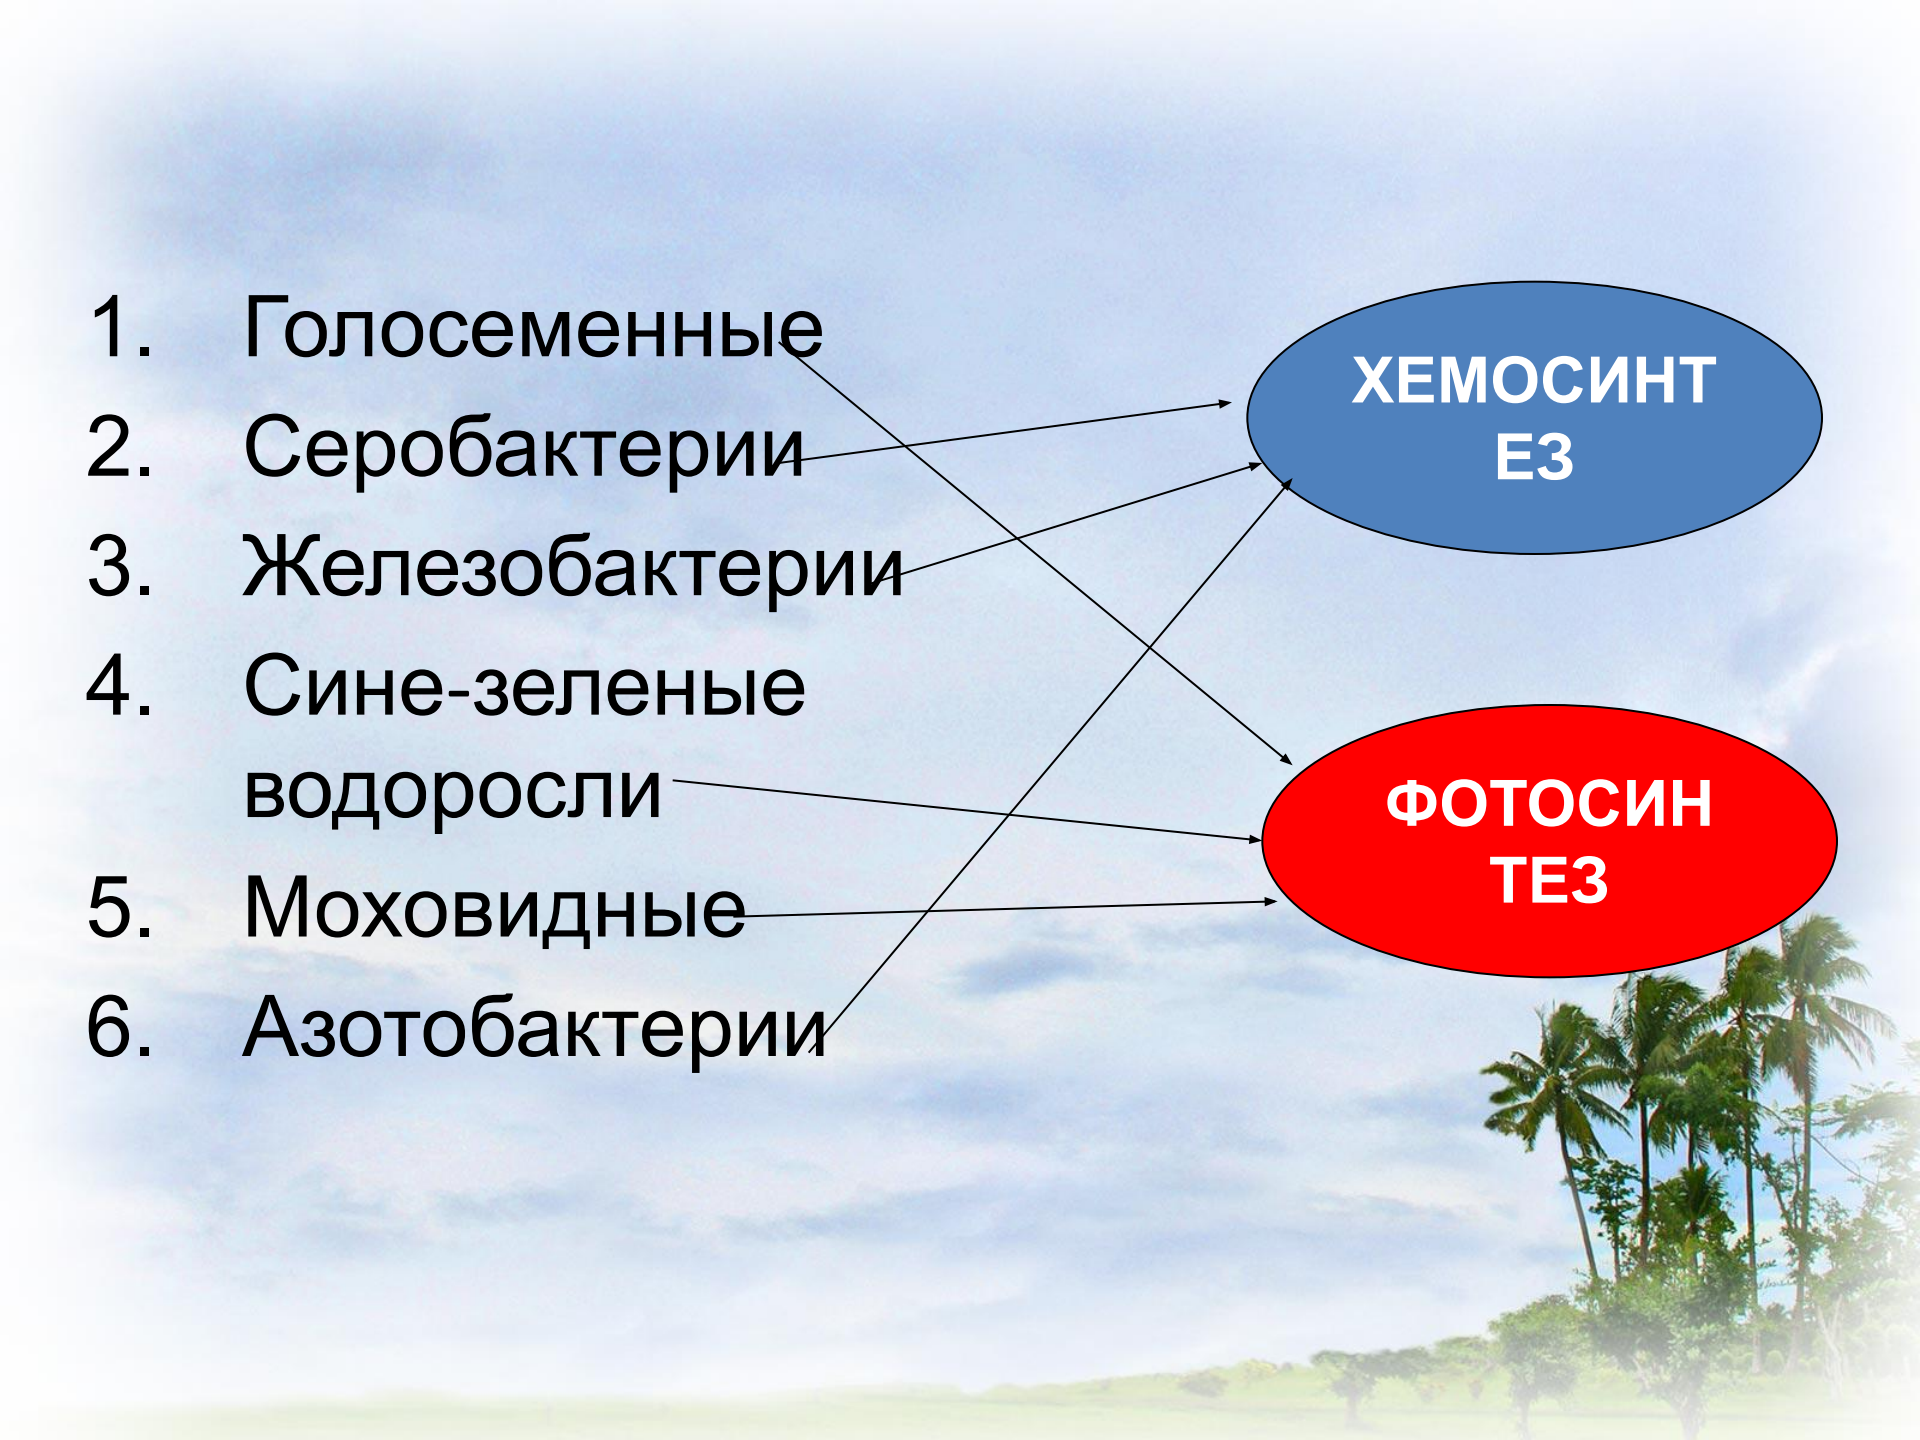 1. Голосеменные
2. Серобактерии
3. Железобактерии
4. Сине-зеленые
водоросли
5. Моховидные
6. Азотобактерии
ХЕМОСИНТ
ЕЗ
ФОТОСИН
ТЕЗ